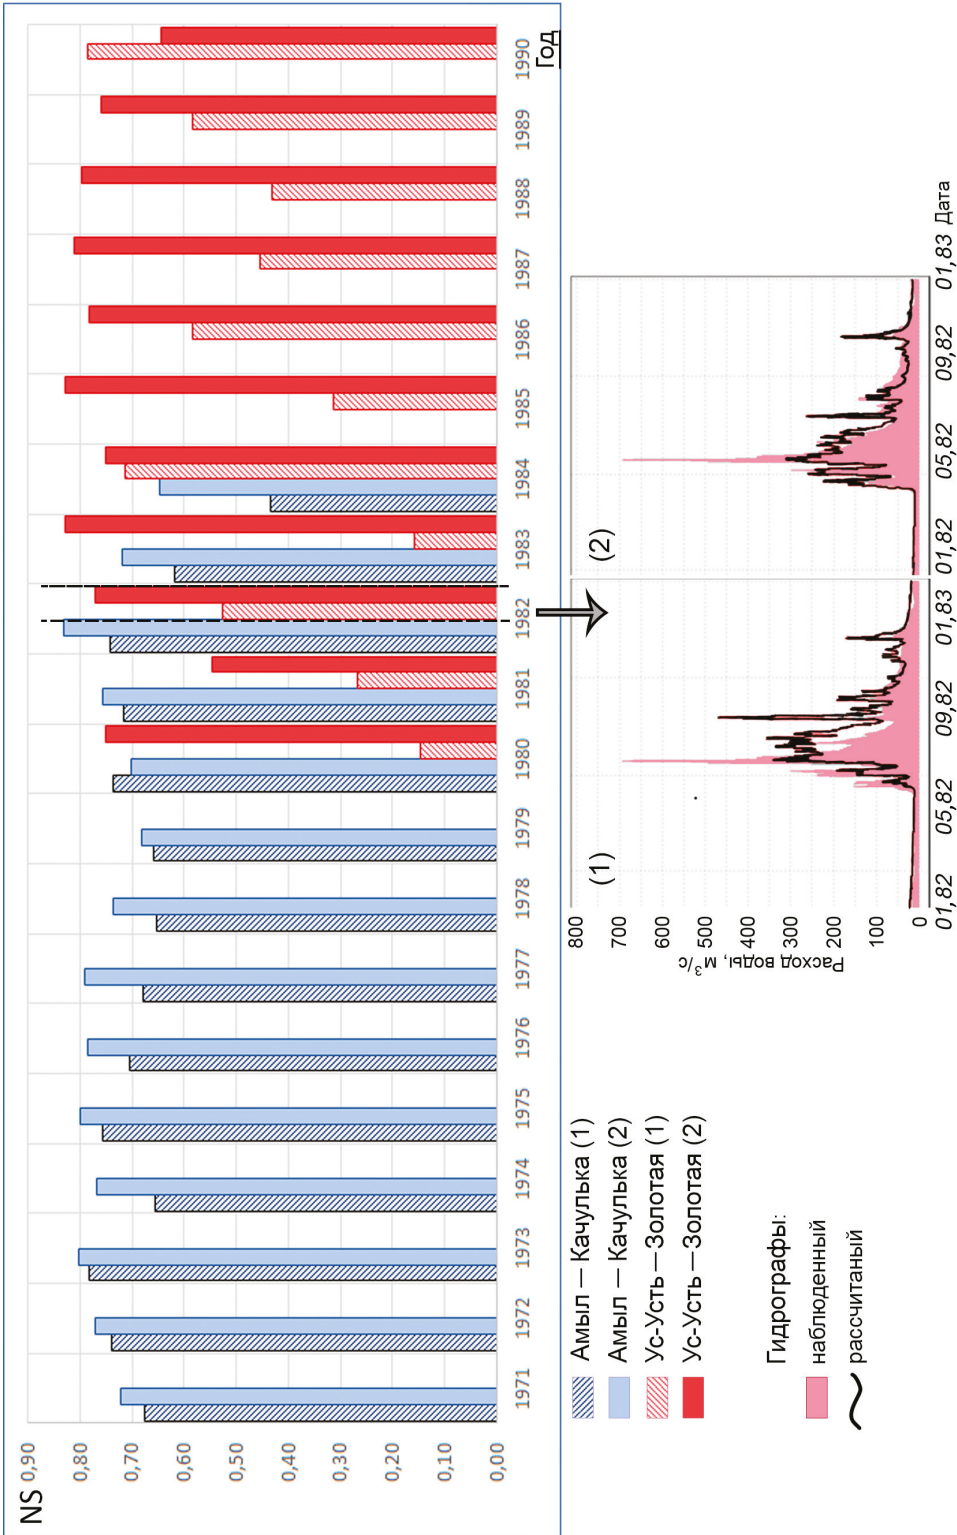 NS
0,90
0,80
0,70
0,60
0,50
0,40
0,30
0,20
0,10
0,00
1971 1972 1973 1974 1975 1976 1977 1978 1979 1980 1981 1982 1983 1984 1985 1986 1987 1988 1989 1990
Год
Амыл — Качулька (1)
Амыл — Качулька (2)
Ус-Усть — Золотая (1)
Ус-Усть — Золотая (2)
Гидрографы:
наблюденный
рассчитаный
Расход воды, м³/с
800
700
600
500
400
300
200
100
0
(1)
(2)
01,82 05,82 09,82 01,83 01,82 05,82 09,82 01,83 Дата